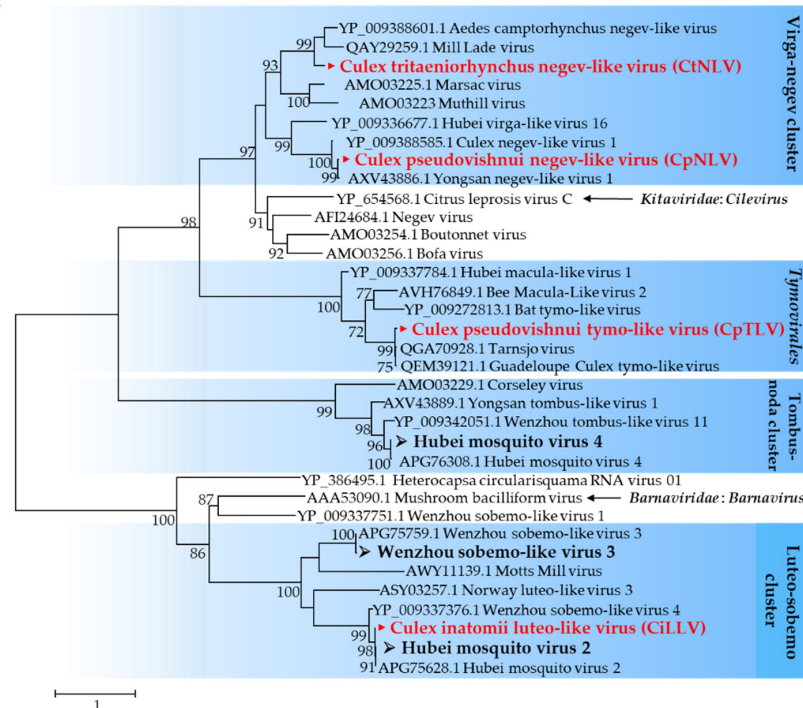 YP_009388601.1 Aedes camptorhynchus negev-like virus
QAY29259.1 Mill Lade virus
Culex tritaeniorhynchus negev-like virus (CtNLV)
AMO03225.1 Marsac virus
AMO03223 Muthill virus
YP_009336677.1 Hubei virga-like virus 16
YP_009388585.1 Culex negev-like virus 1
Culex pseudovishnui negev-like virus (CpNLV)
AXV43886.1 Yongsan negev-like virus 1
99
93
100
99
100
99
97
Virga-negev cluster
YP_654568.1 Citrus leprosis virus C
Kitaviridae: Cilevirus
AFI24684.1 Negev virus
AMO03254.1 Boutonnet virus
AMO03256.1 Bofa virus
91
92
98
YP_009337784.1 Hubei macula-like virus 1
AVH76849.1 Bee Macula-Like virus 2
YP_009272813.1 Bat tymo-like virus
Culex pseudovishnui tymo-like virus (CpTLV)
QGA70928.1 Tarnsjo virus
QEM39121.1 Guadeloupe Culex tymo-like virus
100
77
72
99
75
Tymovirales
AMO03229.1 Corseley virus
AXV43889.1 Yongsan tombus-like virus 1
YP_009342051.1 Wenzhou tombus-like virus 11
Hubei mosquito virus 4
APG76308.1 Hubei mosquito virus 4
99
98
96
100
Tombus-
noda cluster
YP_386495.1 Heterocapsa circularisquama RNA virus 01
AAA53090.1 Mushroom bacilliform virus
Barnaviridae: Barnavirus
YP_009337751.1 Wenzhou sobemo-like virus 1
87
100
86
APG75759.1 Wenzhou sobemo-like virus 3
Wenzhou sobemo-like virus 3
AWY11139.1 Motts Mill virus
ASY03257.1 Norway luteo-like virus 3
YP_009337376.1 Wenzhou sobemo-like virus 4
Culex inatomii luteo-like virus (CiLLV)
Hubei mosquito virus 2
APG75628.1 Hubei mosquito virus 2
100
100
99
98
91
Luteo-sobemo
cluster
1